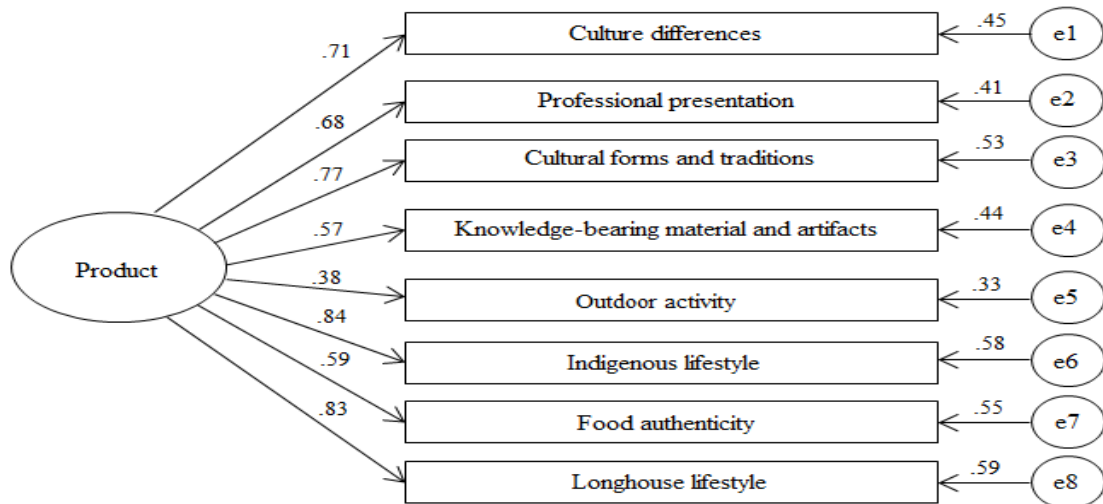 .71 Culture differences .45 e1
.68 Professional presentation .41 e2
.77 Cultural forms and traditions .53 e3
.57 Knowledge-bearing material and artifacts .44 e4
Product
.38 Outdoor activity .33 e5
.84 Indigenous lifestyle .58 e6
.59 Food authenticity .55 e7
.83 Longhouse lifestyle .59 e8